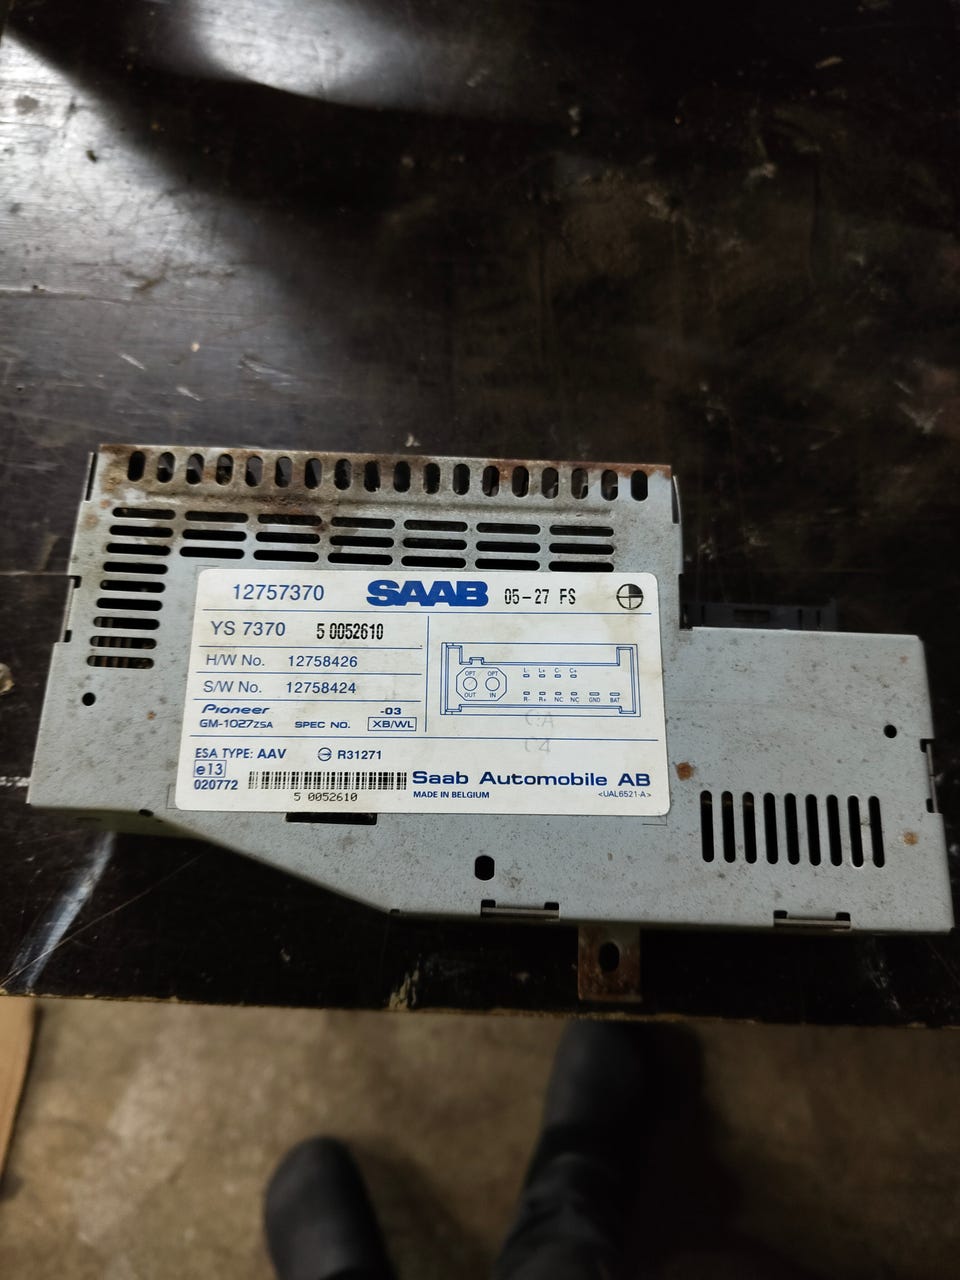 12757370 SAAB 05-27 FS
YS 7370 5 0052610
H/W No. 12758426
S/W No. 12758424
Pioneer -03
GM-1027ZSA SPEC NO. XB/WL
L- L+ C- C+
OPT OPT
OUT IN
R- R+ NC NC GND BAT
CA
C4
ESA TYPE: AAV R31271
e13
020772
5 0052610
Saab Automobile AB
MADE IN BELGIUM <UAL6521-A>